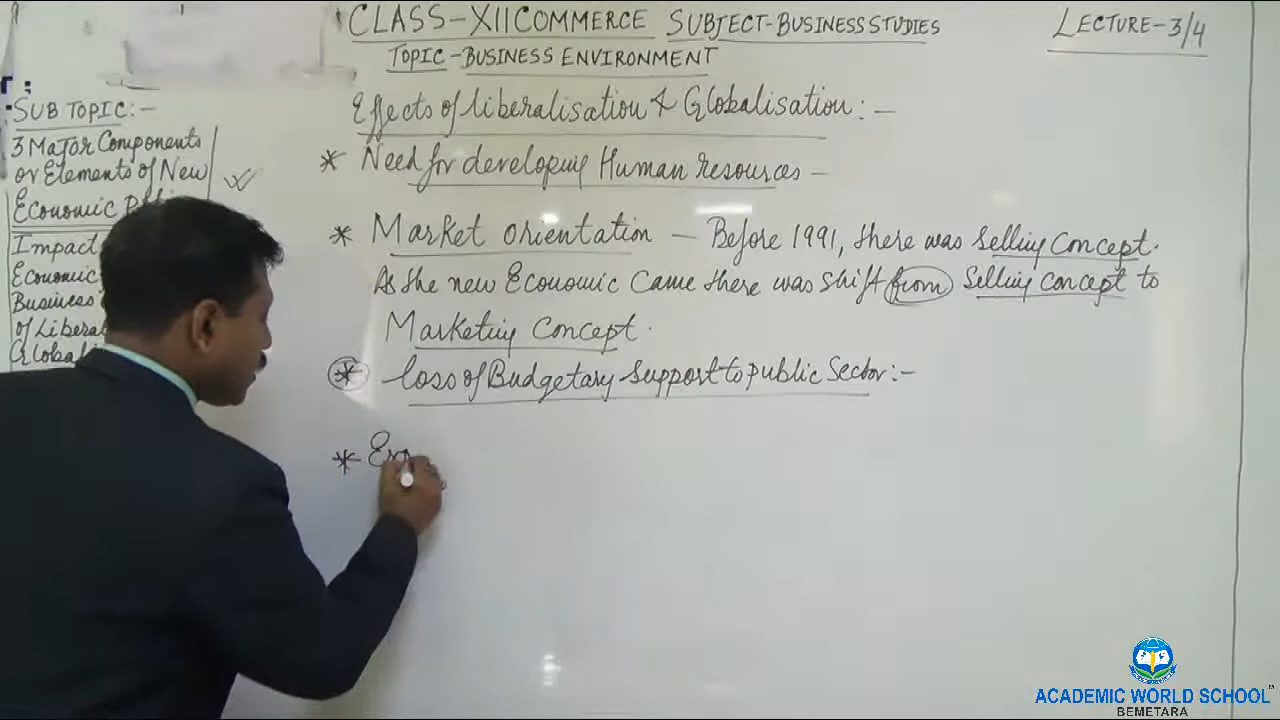 CLASS-XII COMMERCE SUBJECT-BUSINESS STUDIES
LECTURE-3/4
TOPIC-BUSINESS ENVIRONMENT
SUB TOPIC:-
3 Major Components
or Elements of New
Economic
Impact
Economic
Business
of Liberal
Globali
Effects of liberalisation & Globalisation:-
* Need for developing Human resources -
* Market orientation - Before 1991, there was selling concept.
As the new Economic came there was shift from selling concept to
Marketing concept.
* loss of Budgetary support to public sector:-
* Ex
ACADEMIC WORLD SCHOOL™
BEMETARA